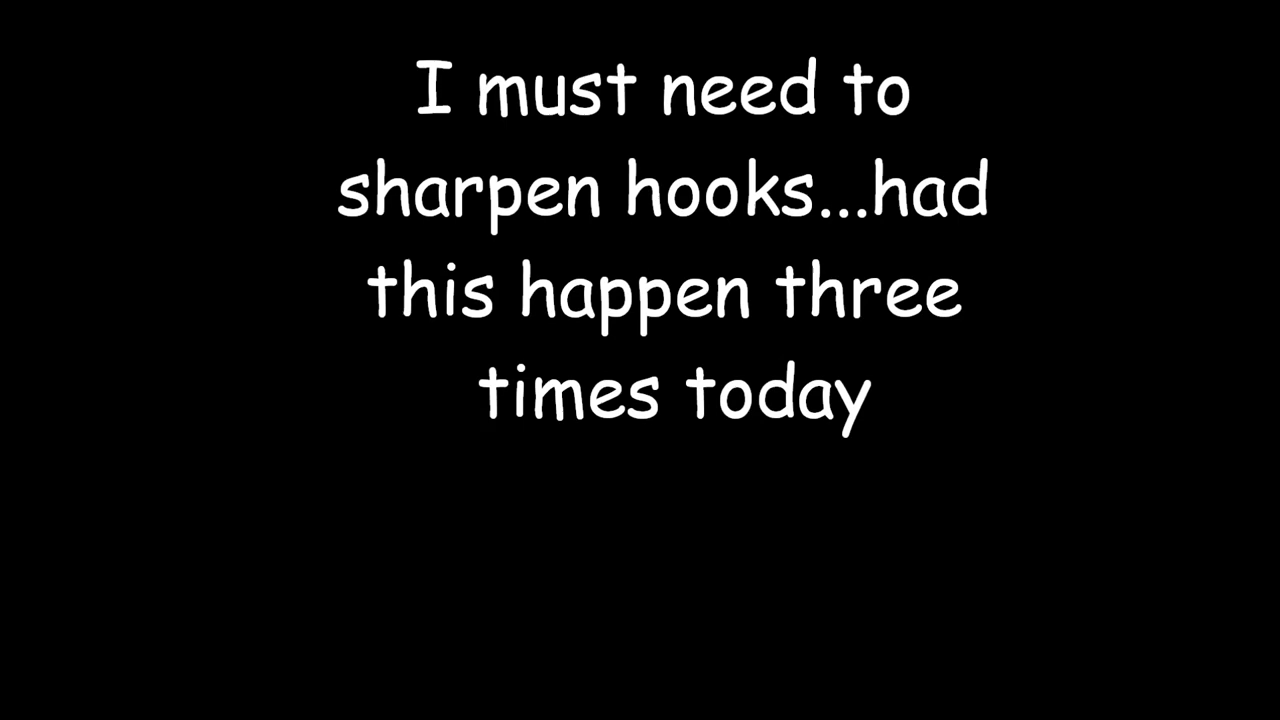 I must need to
sharpen hooks...had
this happen three
times today